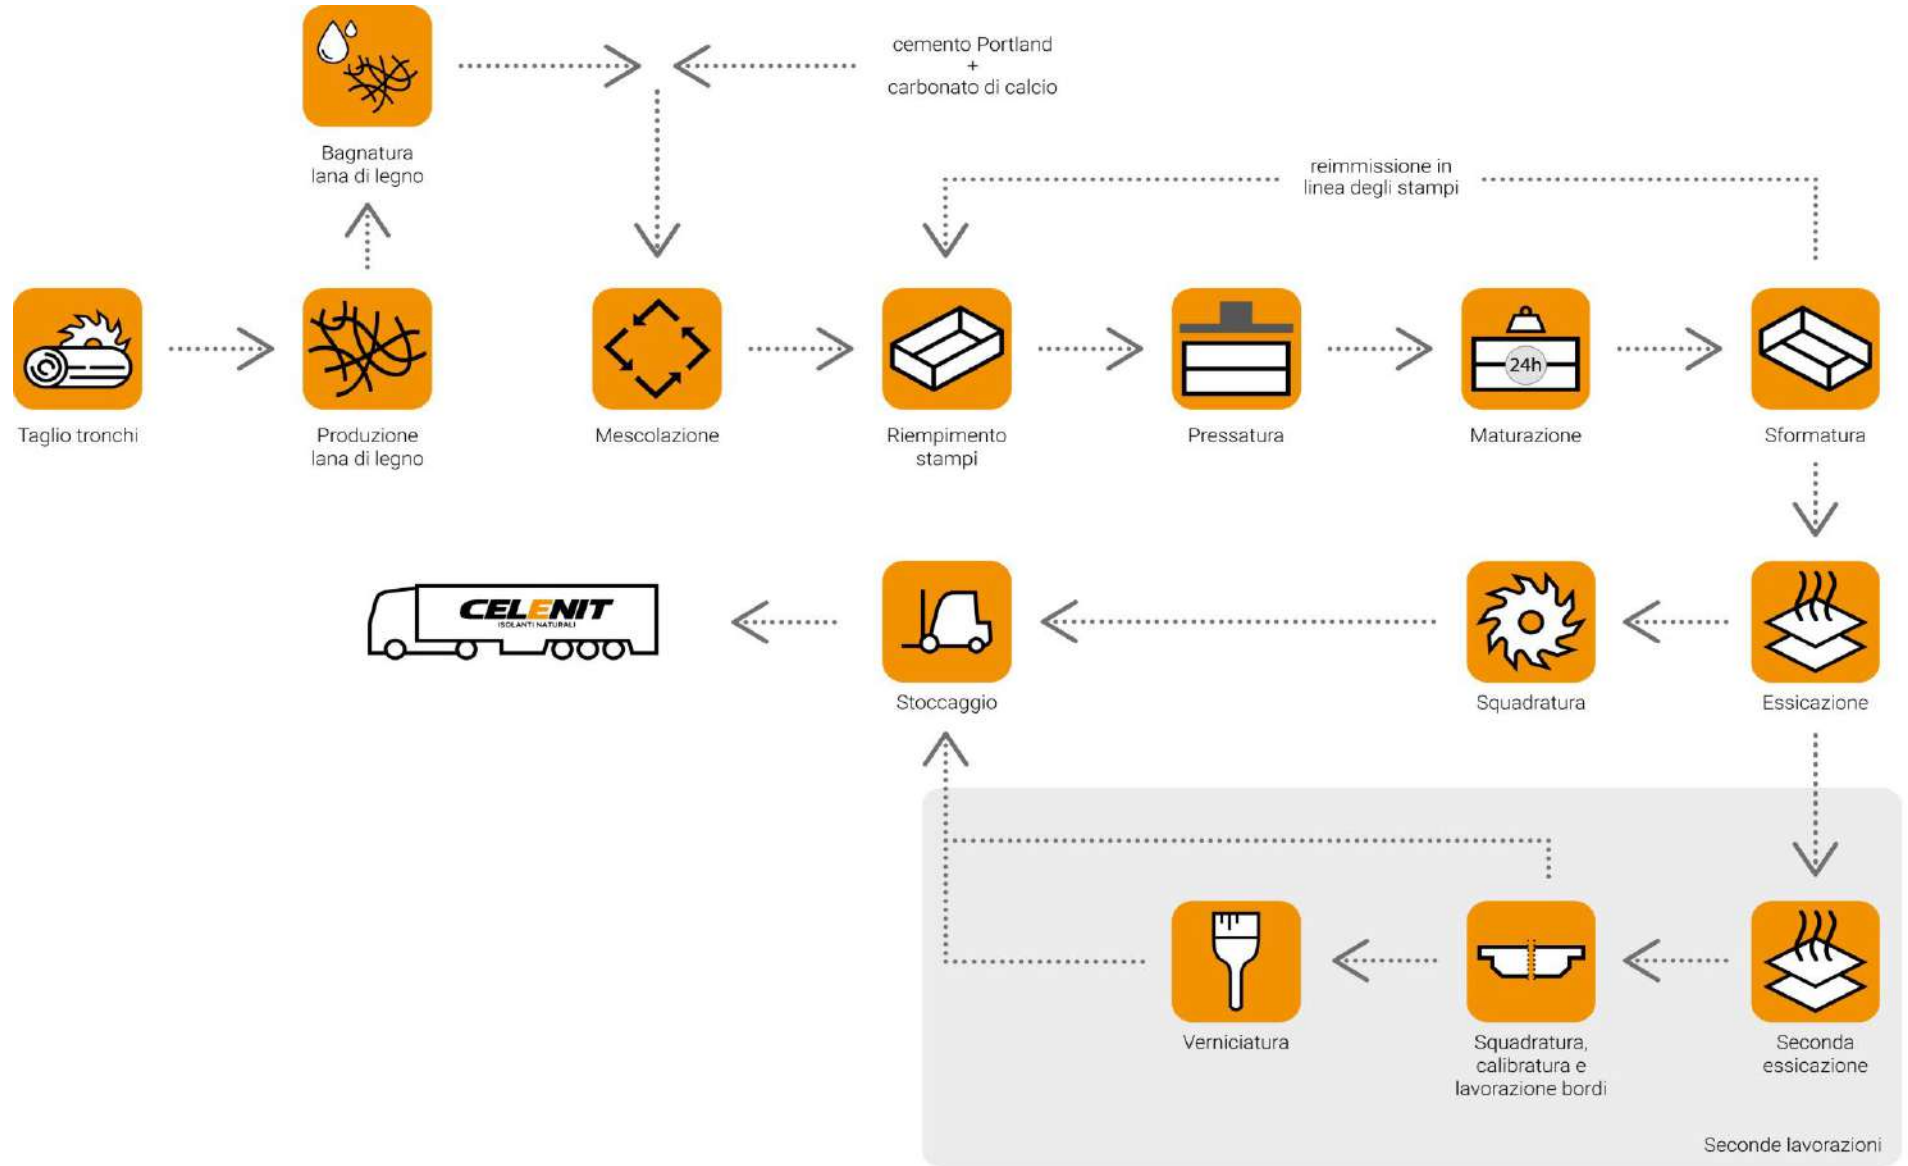 cemento Portland
+
carbonato di calcio
Bagnatura
lana di legno
reimmissione in
linea degli stampi
24h
Taglio tronchi
Produzione
lana di legno
Mescolazione
Riempimento
stampi
Pressatura
Maturazione
Sformatura
CELENIT
ISOLANTI NATURALI
Stoccaggio
Squadratura
Essicazione
Verniciatura
Squadratura,
calibratura e
lavorazione bordi
Seconda
essicazione
Seconde lavorazioni